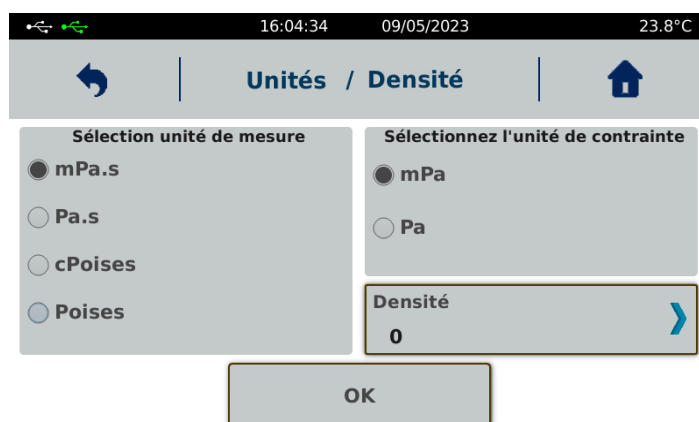 16:04:34 09/05/2023 23.8°C
Unités / Densité
Sélection unité de mesure
mPa.s
Pa.s
cPoises
Poises
Sélectionnez l'unité de contrainte
mPa
Pa
Densité
0
OK